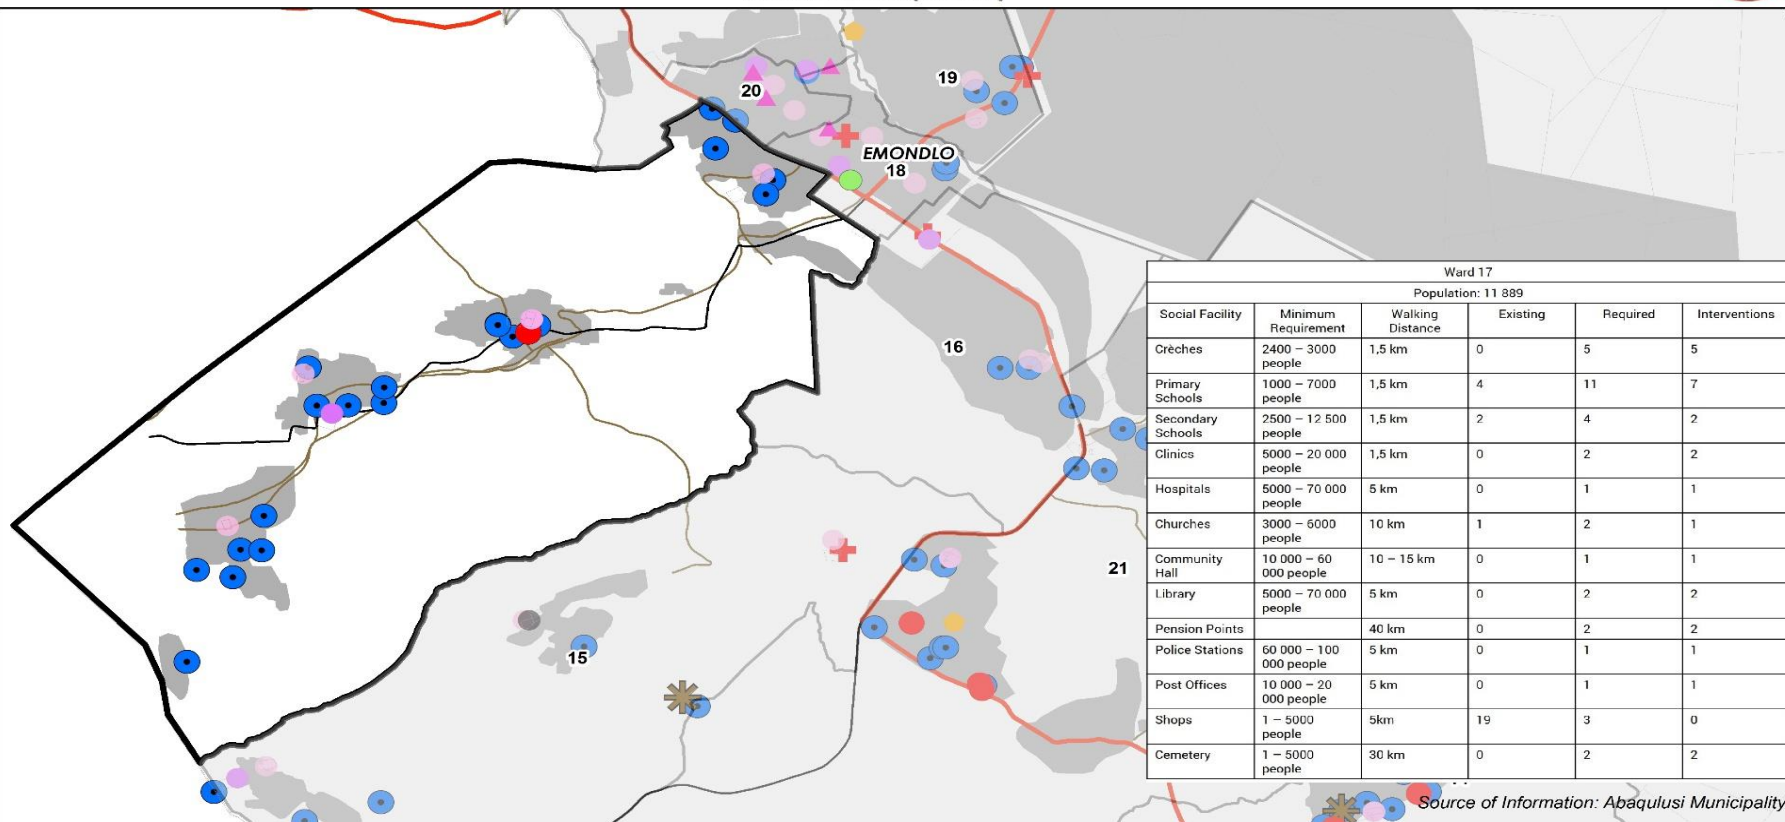 20
19
EMONDLO
18
16
21
15
Ward 17
Population: 11 889
Social Facility
Minimum
Requirement
Walking
Distance
Existing
Required
Interventions
Crèches
2400 – 3000
people
1,5 km
0
5
5
Primary
Schools
1000 – 7000
people
1,5 km
4
11
7
Secondary
Schools
2500 – 12 500
people
1,5 km
2
4
2
Clinics
5000 – 20 000
people
1,5 km
0
2
2
Hospitals
5000 – 70 000
people
5 km
0
1
1
Churches
3000 – 6000
people
10 km
1
2
1
Community
Hall
10 000 – 60
000 people
10 – 15 km
0
1
1
Library
5000 – 70 000
people
5 km
0
2
2
Pension Points
40 km
0
2
2
Police Stations
60 000 – 100
000 people
5 km
0
1
1
Post Offices
10 000 – 20
000 people
5 km
0
1
1
Shops
1 – 5000
people
5km
19
3
0
Cemetery
1 – 5000
people
30 km
0
2
2
Source of Information: Abaqulusi Municipality